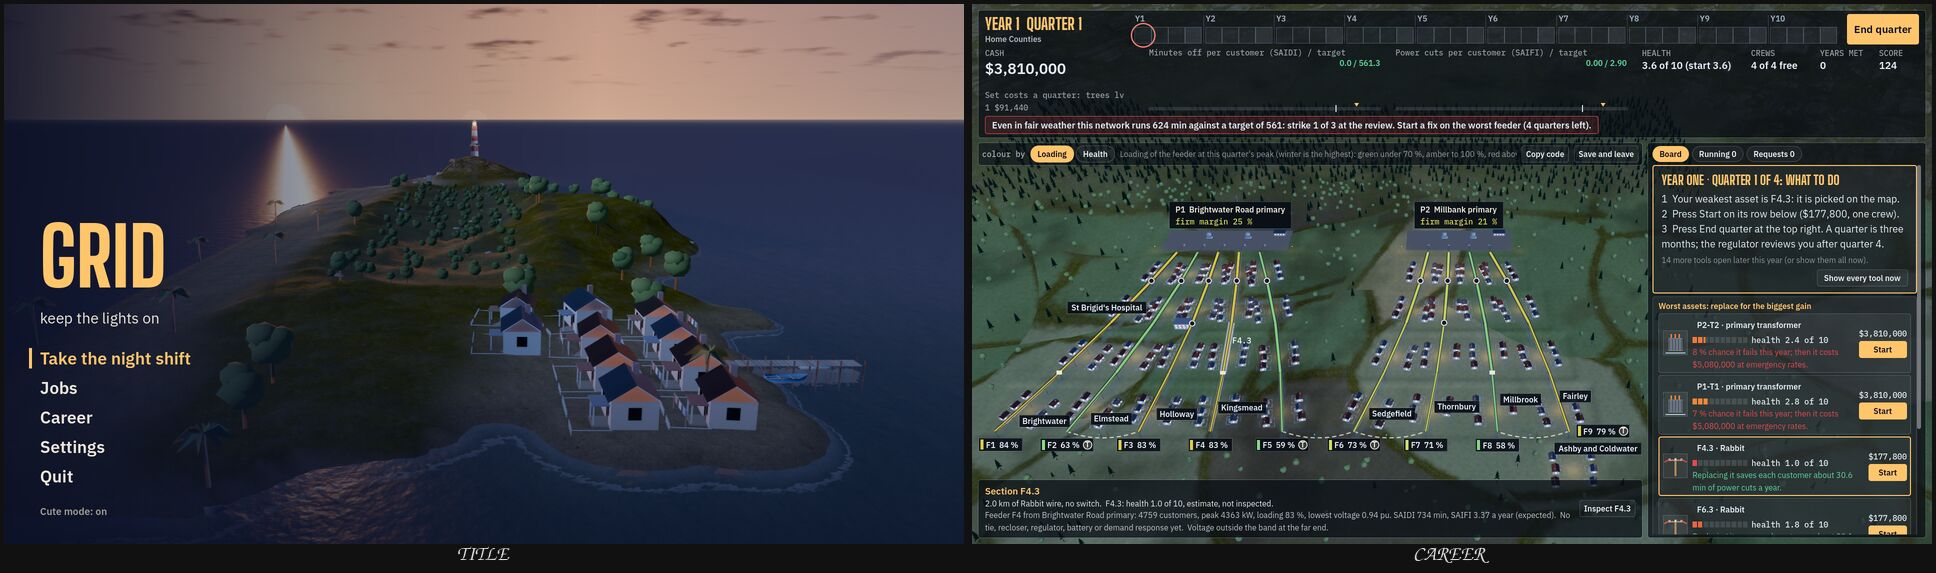 GRID
keep the lights on
Take the night shift
Jobs
Career
Settings
Quit
Cute mode: on
TITLE
YEAR 1 QUARTER 1
Home Counties
Y1 Y2 Y3 Y4 Y5 Y6 Y7 Y8 Y9 Y10
End quarter
CASH
$3,810,000
Minutes off per customer (SAIDI) / target
0.0 / 561.3
Power cuts per customer (SAIFI) / target
0.00 / 2.90
HEALTH
3.6 of 10 (start 3.6)
CREWS
4 of 4 free
YEARS MET
0
SCORE
124
Set costs a quarter: trees lv
1 $91,440
Even in fair weather this network runs 624 min against a target of 561: strike 1 of 3 at the review. Start a fix on the worst feeder (4 quarters left).
colour by Loading Health Loading of the feeder at this quarter's peak (winter is the highest): green under 70 %, amber to 100 %, red abo
Copy code
Save and leave
P1 Brightwater Road primary
firm margin 25 %
P2 Millbank primary
firm margin 21 %
St Brigid's Hospital
F4.3
Brightwater
Elmstead
Holloway
Kingsmead
Sedgefield
Thornbury
Millbrook
Fairley
F1 84 %
F2 63 %
F3 83 %
F4 83 %
F5 59 %
F6 73 %
F7 71 %
F8 58 %
F9 79 %
Ashby and Coldwater
Section F4.3
2.0 km of Rabbit wire, no switch. F4.3: health 1.0 of 10, estimate, not inspected.
Feeder F4 from Brightwater Road primary: 4759 customers, peak 4363 kW, loading 83 %, lowest voltage 0.94 pu. SAIDI 734 min, SAIFI 3.37 a year (expected). No
tie, recloser, regulator, battery or demand response yet. Voltage outside the band at the far end.
Inspect F4.3
Board Running 0 Requests 0
YEAR ONE · QUARTER 1 OF 4: WHAT TO DO
1 Your weakest asset is F4.3: it is picked on the map.
2 Press Start on its row below ($177,800, one crew).
3 Press End quarter at the top right. A quarter is three
months; the regulator reviews you after quarter 4.
14 more tools open later this year (or show them all now).
Show every tool now
Worst assets: replace for the biggest gain
P2-T2 · primary transformer
health 2.4 of 10
8 % chance it fails this year; then it costs
$5,080,000 at emergency rates.
$3,810,000
Start
P1-T1 · primary transformer
health 2.8 of 10
7 % chance it fails this year; then it costs
$5,080,000 at emergency rates.
$3,810,000
Start
F4.3 · Rabbit
health 1.0 of 10
Replacing it saves each customer about 30.6
min of power cuts a year.
$177,800
Start
F6.3 · Rabbit
health 1.8 of 10
$177,800
Start
CAREER